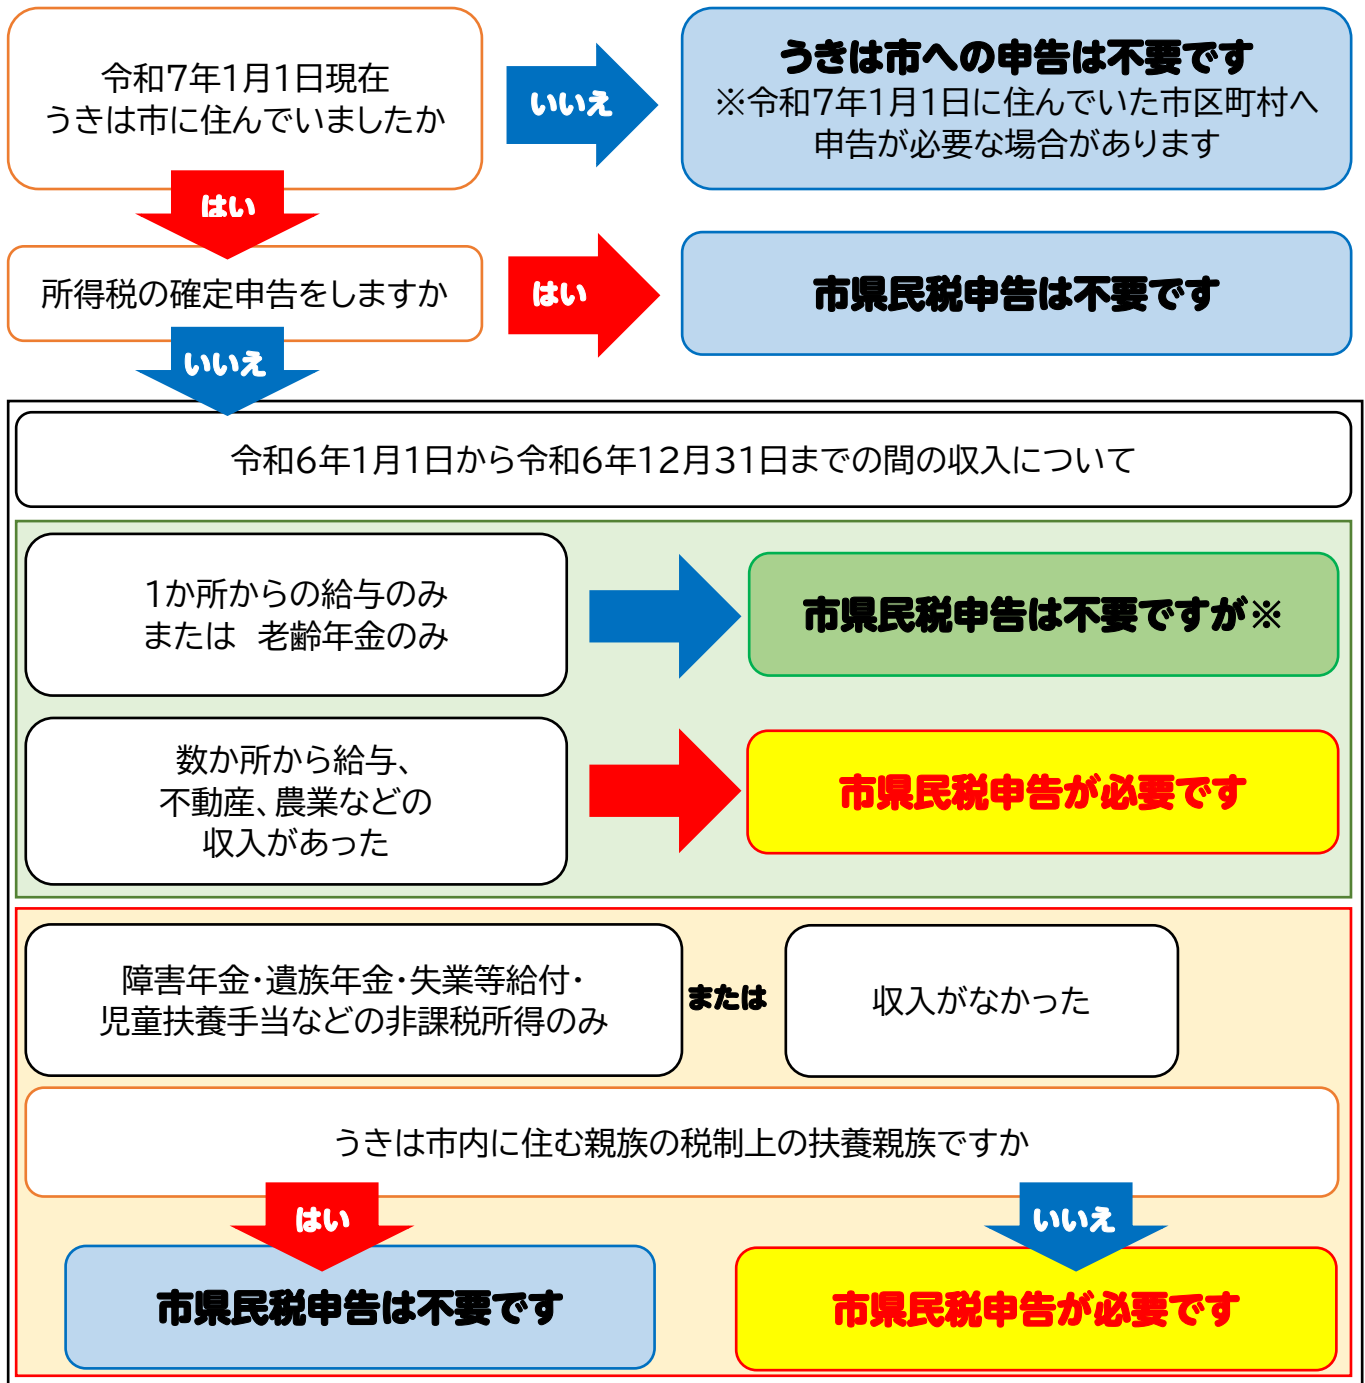 令和7年1月1日現在
うきは市に住んでいましたか
いいえ
うきは市への申告は不要です
※令和7年1月1日に住んでいた市区町村へ
申告が必要な場合があります
はい
所得税の確定申告をしますか
はい
市県民税申告は不要です
いいえ
令和6年1月1日から令和6年12月31日までの間の収入について
1か所からの給与のみ
または 老齢年金のみ
市県民税申告は不要ですが※
数か所から給与、
不動産、農業などの
収入があった
市県民税申告が必要です
障害年金・遺族年金・失業等給付・
児童扶養手当などの非課税所得のみ
または
収入がなかった
うきは市内に住む親族の税制上の扶養親族ですか
はい
いいえ
市県民税申告は不要です
市県民税申告が必要です